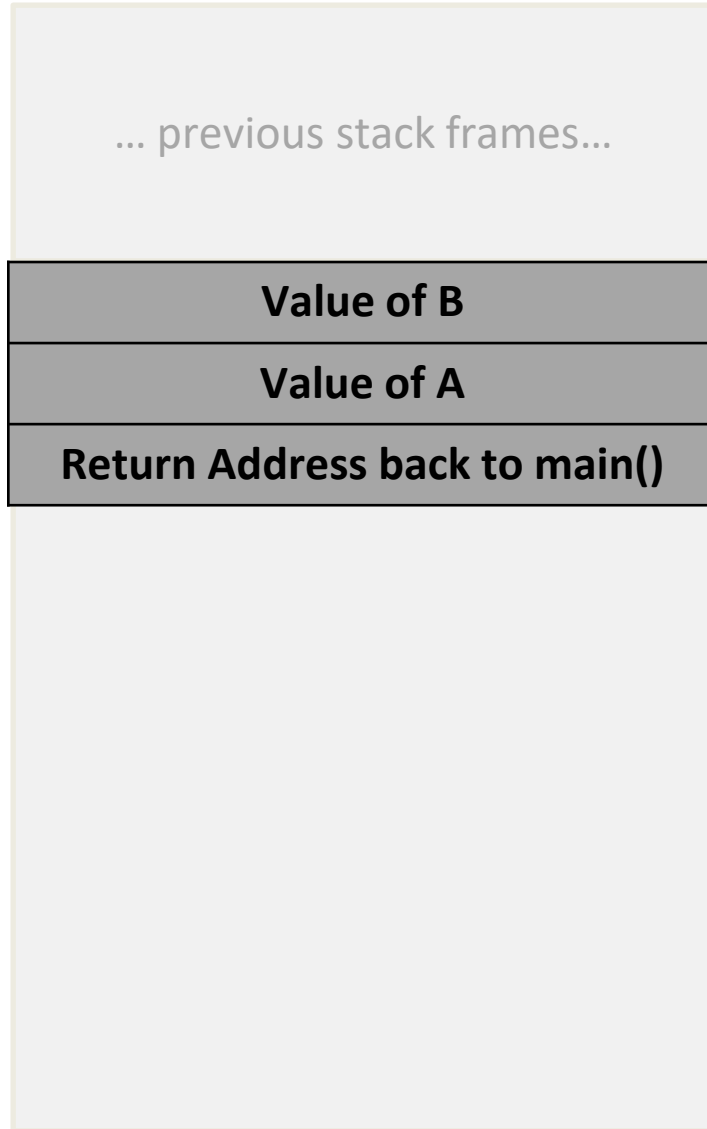 … previous stack frames…
Value of B
Value of A
Return Address back to main()